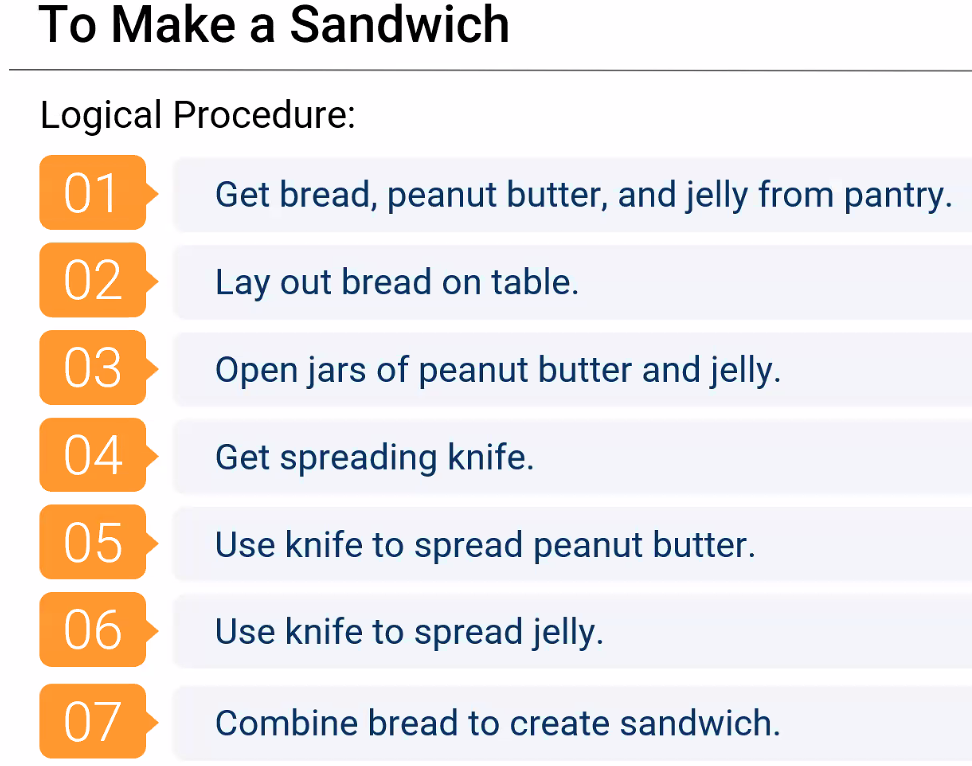 To Make a Sandwich
Logical Procedure:
01 Get bread, peanut butter, and jelly from pantry.
02 Lay out bread on table.
03 Open jars of peanut butter and jelly.
04 Get spreading knife.
05 Use knife to spread peanut butter.
06 Use knife to spread jelly.
07 Combine bread to create sandwich.